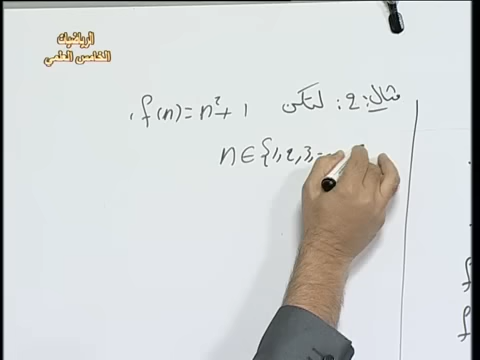 الرياضيات
الخامس العلمي
مثال: 2: لتكن f(n) = n² + 1 ,
n ∈ {1, 2, 3, ...
f
f